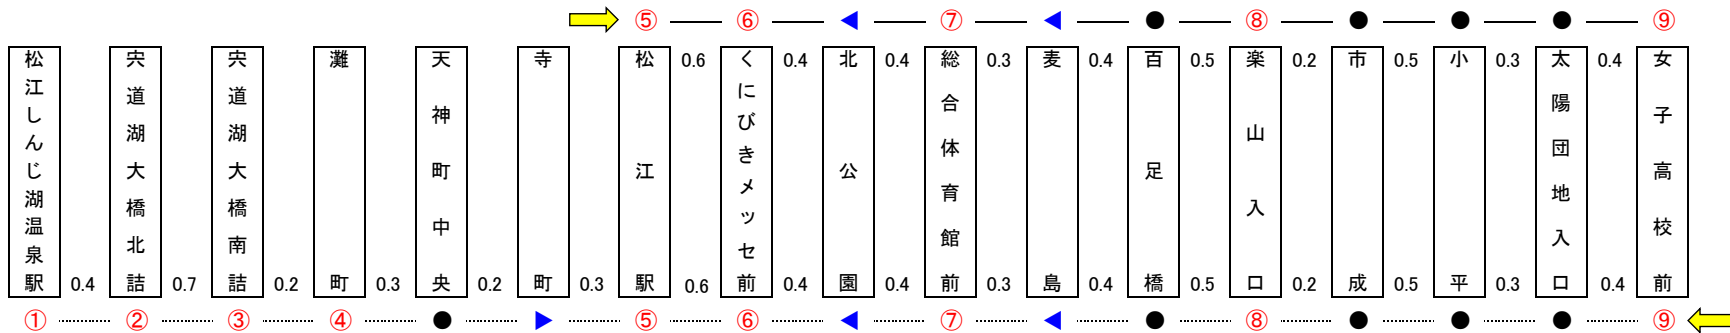 ⑤ ⑥ ◀ ⑦ ◀ ● ⑧ ● ● ● ⑨
松江しんじ湖温泉駅
宍道湖大橋北詰
宍道湖大橋南詰
灘町
天神町中央
寺町
松江駅
くにびきメッセ前
北公園
総合体育館前
麦島
百足橋
楽山入口
市成
小平
太陽団地入口
女子高校前
0.6 0.4 0.4 0.3 0.4 0.5 0.2 0.5 0.3 0.4
0.4 0.7 0.2 0.3 0.2 0.3 0.6 0.4 0.4 0.3 0.4 0.5 0.2 0.5 0.3 0.4
① ② ③ ④ ● ▶ ⑤ ⑥ ◀ ⑦ ◀ ● ⑧ ● ● ● ⑨